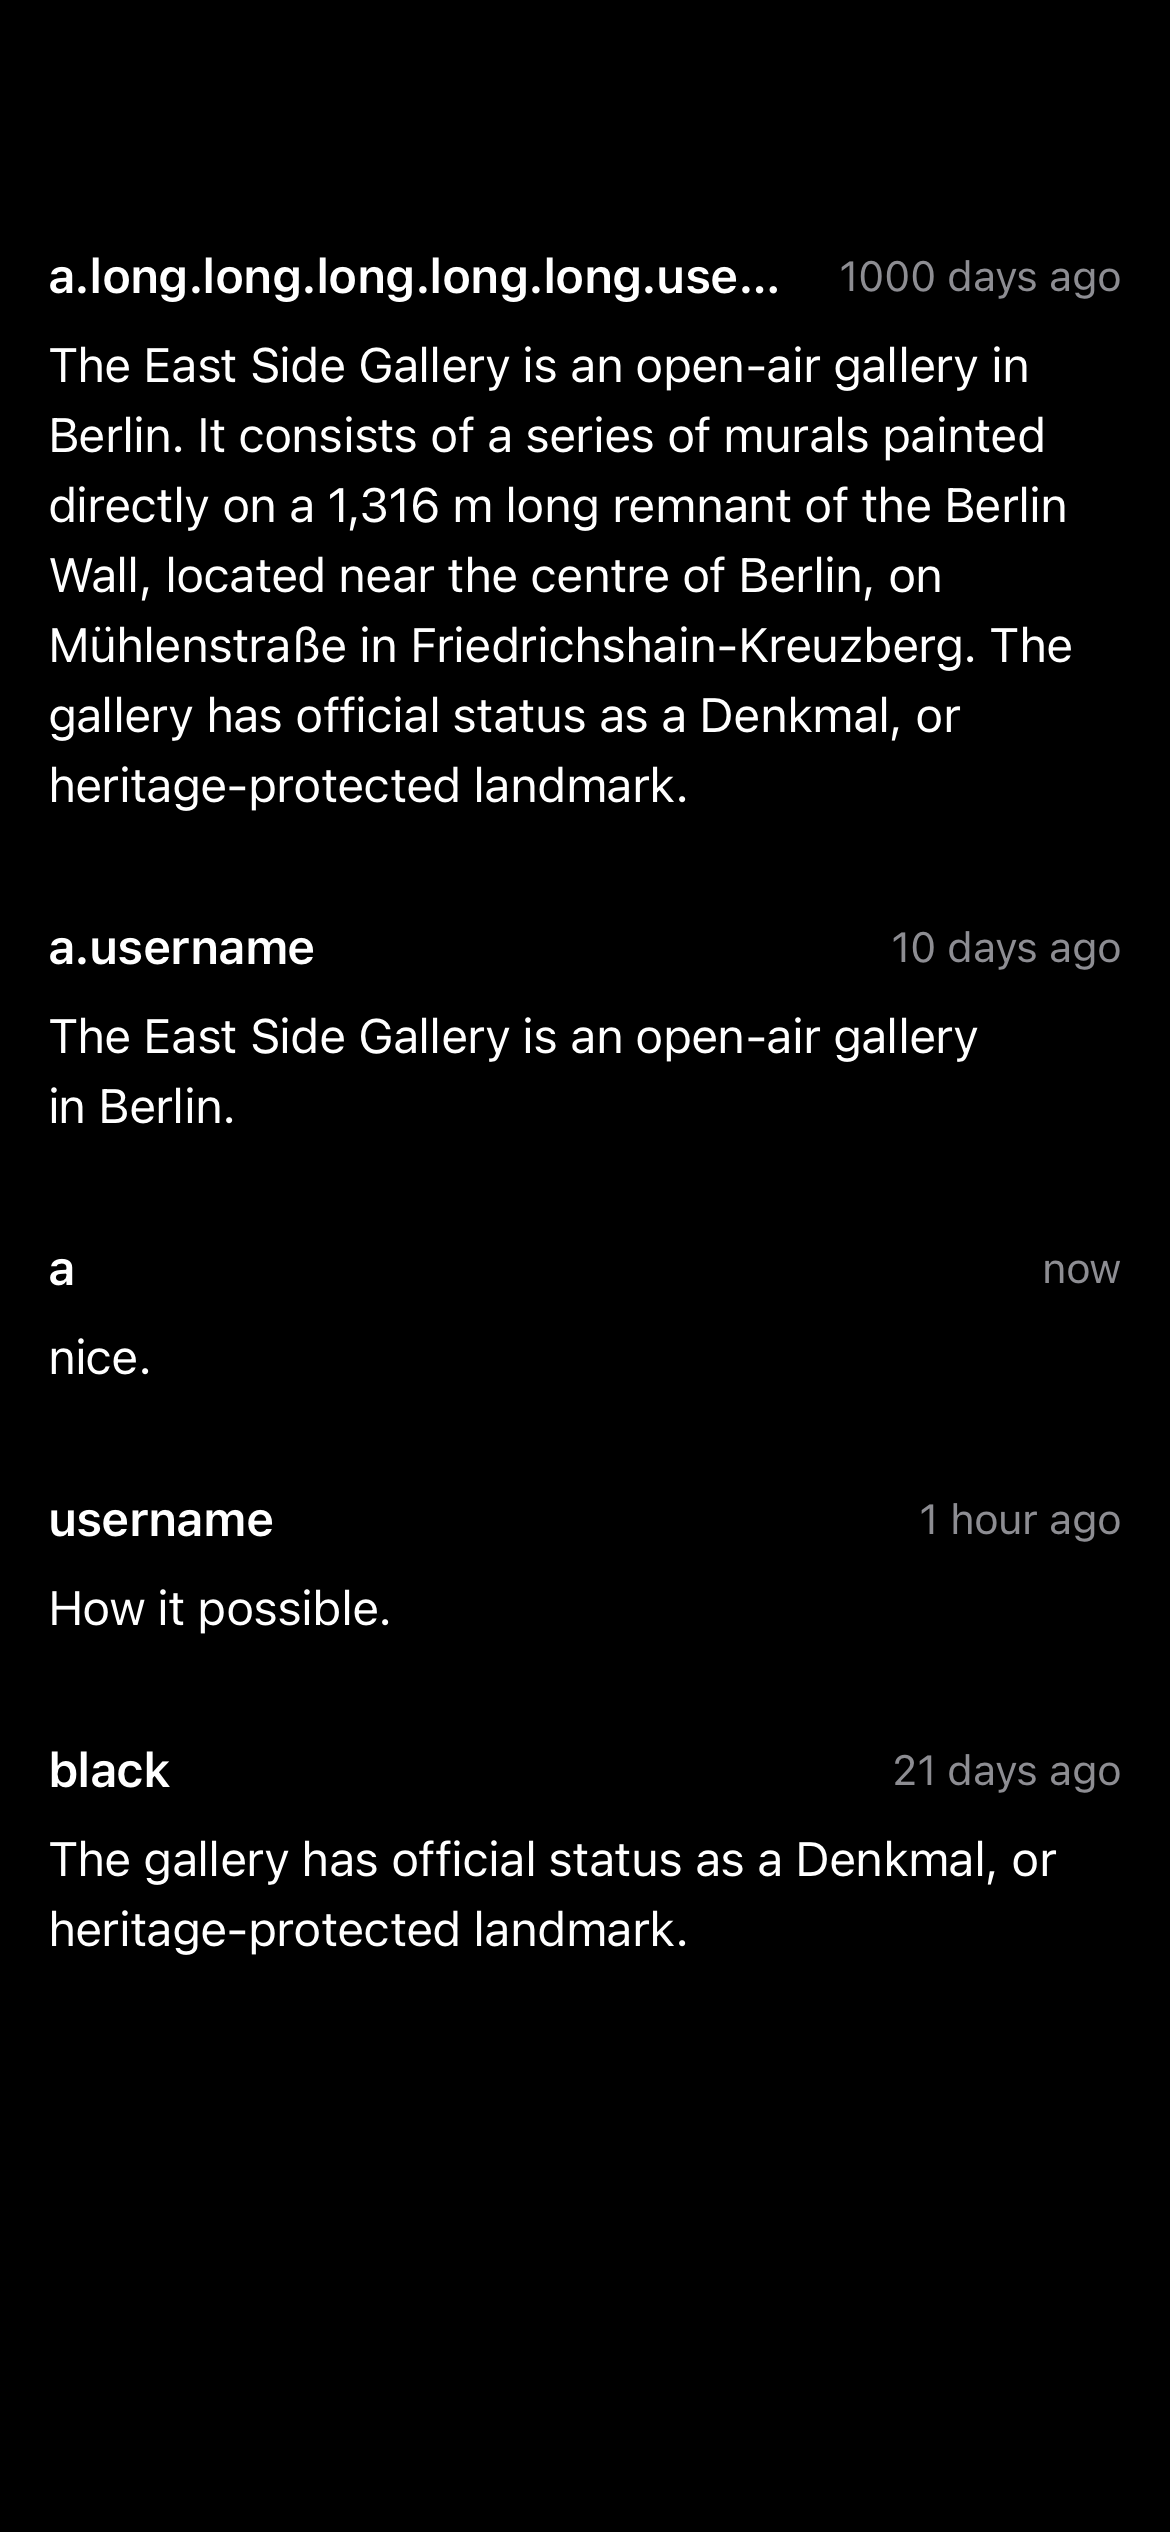 a.long.long.long.long.long.use... 1000 days ago
The East Side Gallery is an open-air gallery in
Berlin. It consists of a series of murals painted
directly on a 1,316 m long remnant of the Berlin
Wall, located near the centre of Berlin, on
Mühlenstraße in Friedrichshain-Kreuzberg. The
gallery has official status as a Denkmal, or
heritage-protected landmark.
a.username 10 days ago
The East Side Gallery is an open-air gallery
in Berlin.
a now
nice.
username 1 hour ago
How it possible.
black 21 days ago
The gallery has official status as a Denkmal, or
heritage-protected landmark.